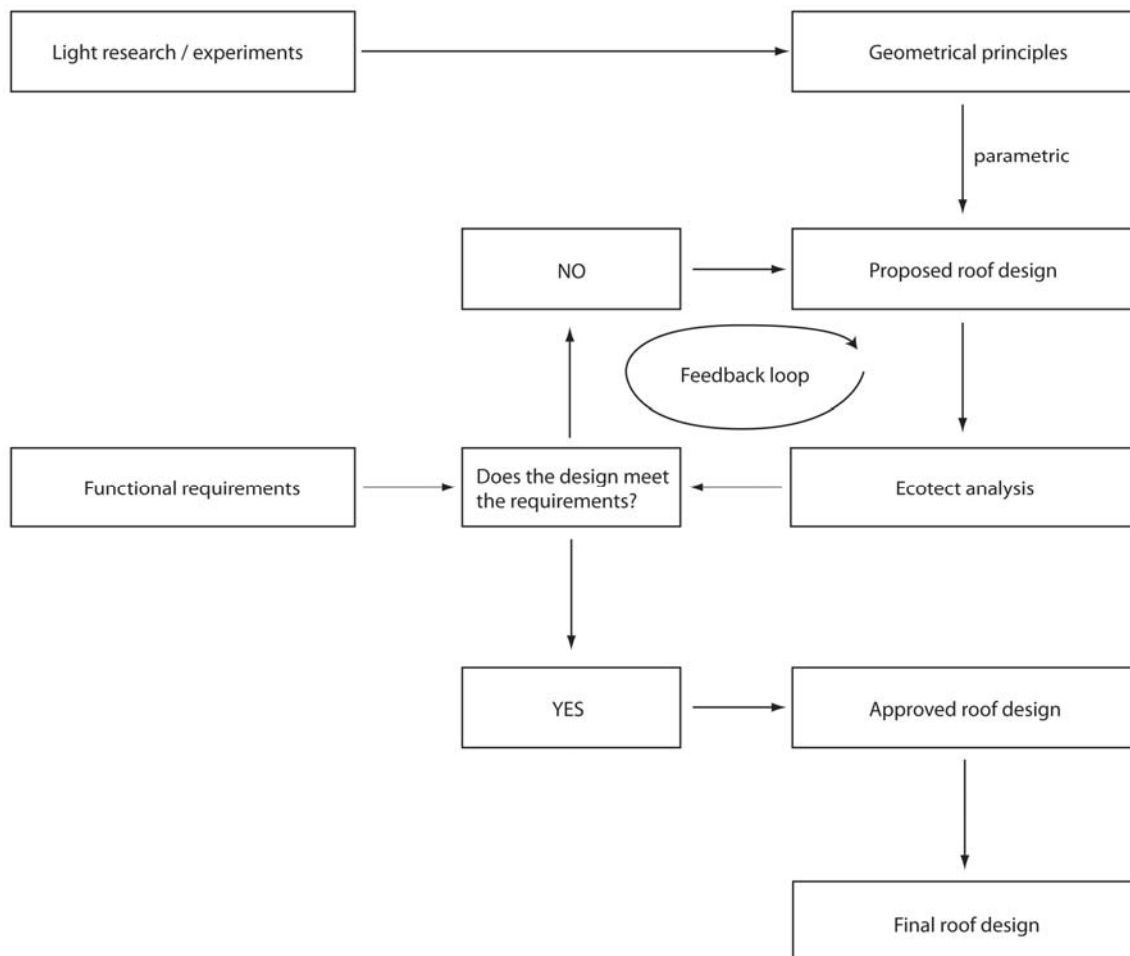 Light research / experiments
Geometrical principles
parametric
NO
Proposed roof design
Feedback loop
Functional requirements
Does the design meet
the requirements?
Ecotect analysis
YES
Approved roof design
Final roof design